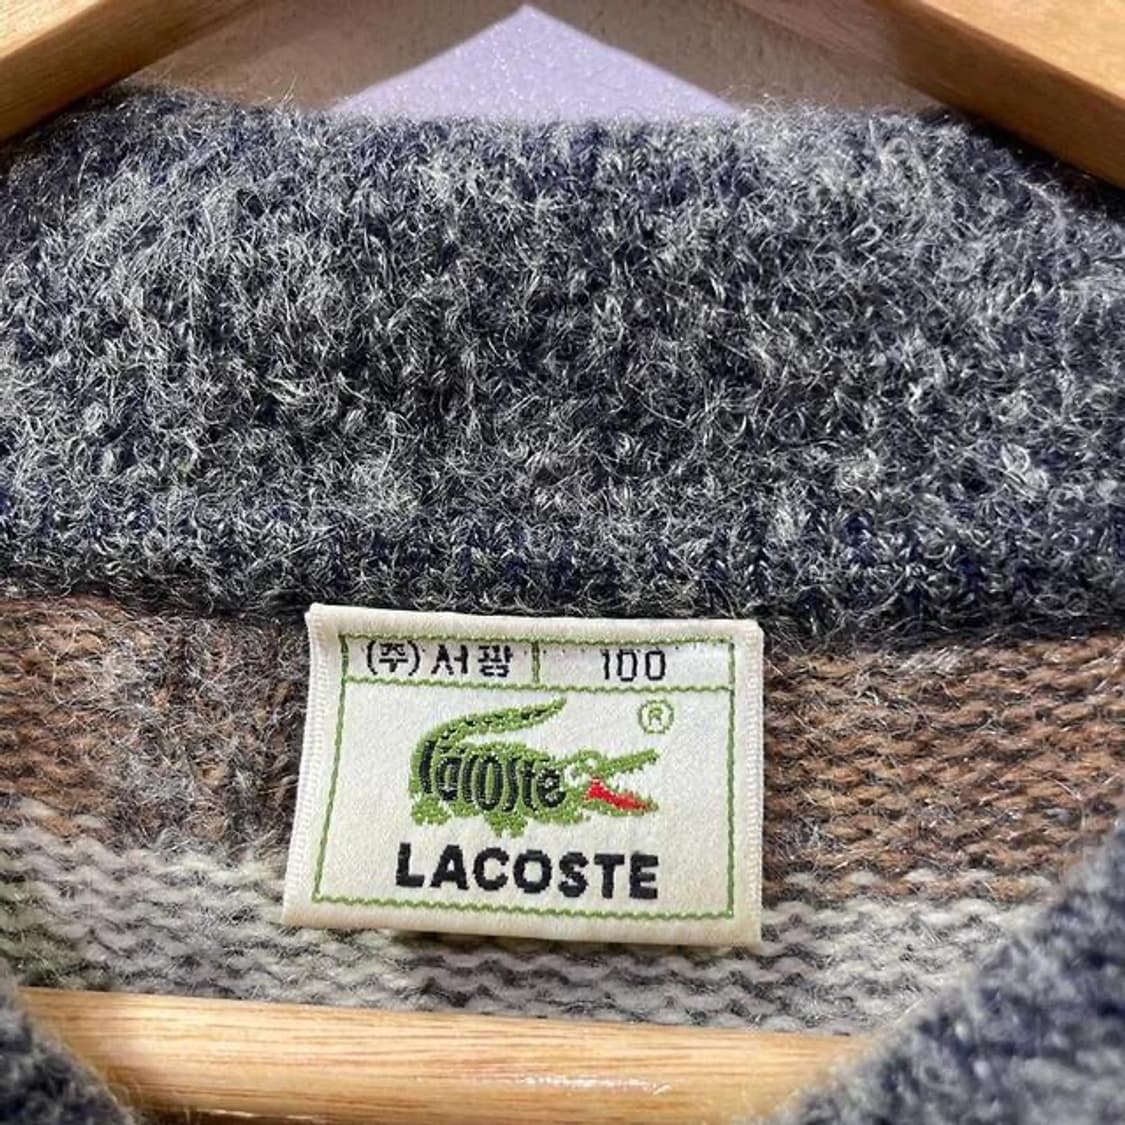 (주)서광 100
®
Lacoste
LACOSTE